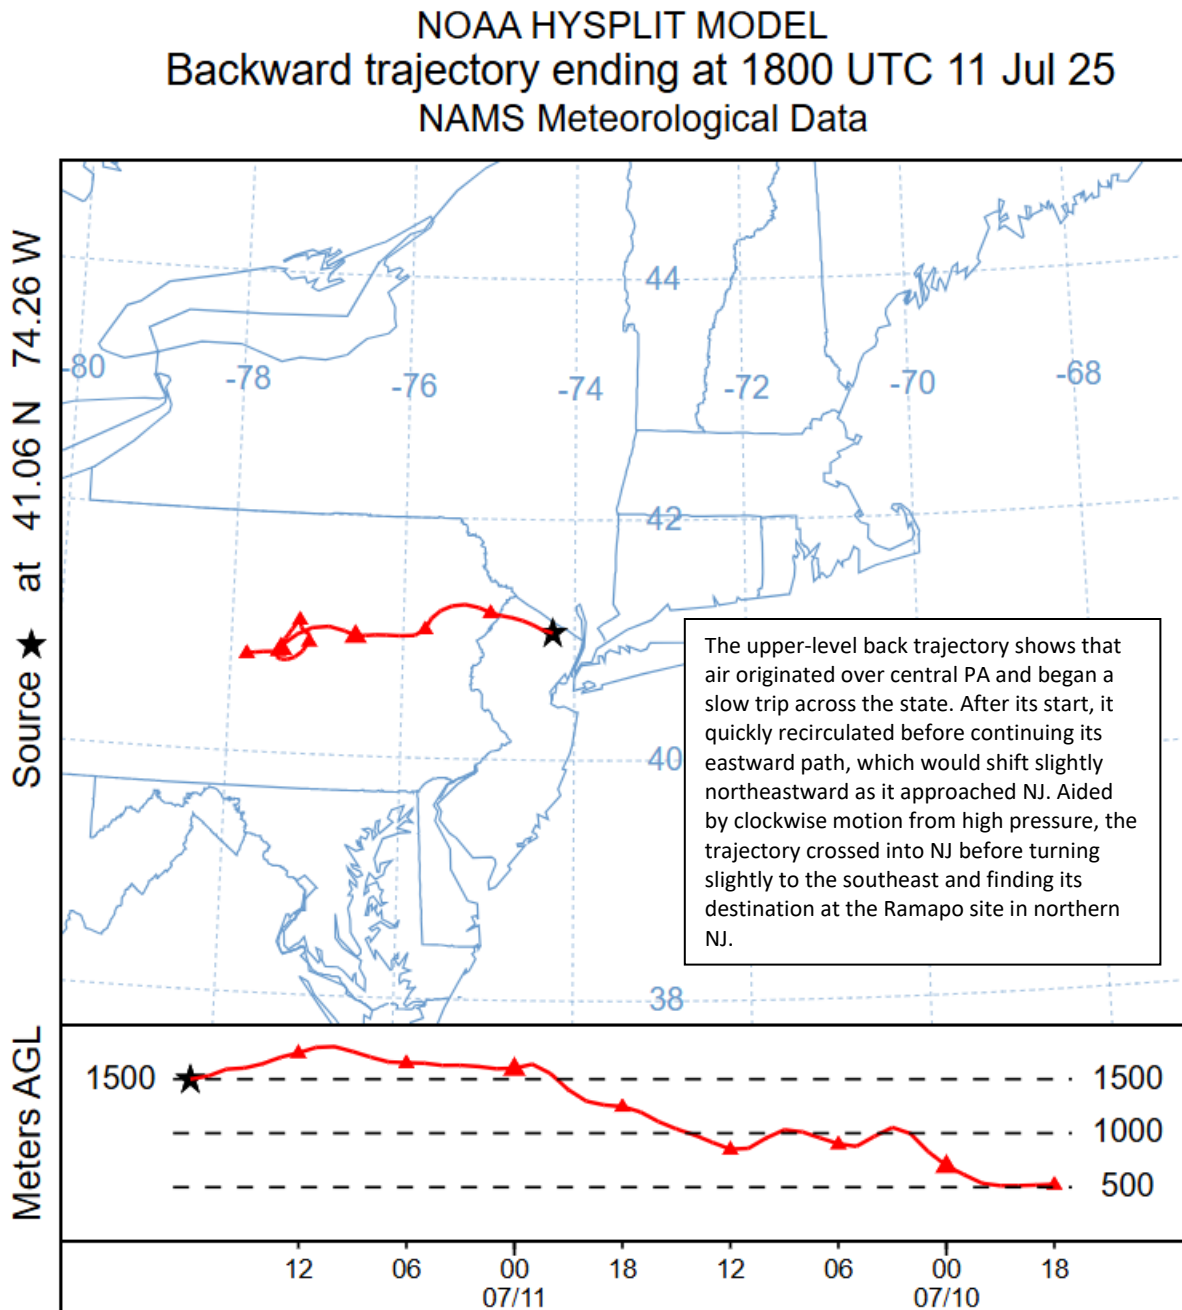 NOAA HYSPLIT MODEL
Backward trajectory ending at 1800 UTC 11 Jul 25
NAMS Meteorological Data
Source ★ at 41.06 N 74.26 W
44
-80
-78
-76
-74
-72
-70
-68
42
40
38
The upper-level back trajectory shows that
air originated over central PA and began a
slow trip across the state. After its start, it
quickly recirculated before continuing its
eastward path, which would shift slightly
northeastward as it approached NJ. Aided
by clockwise motion from high pressure, the
trajectory crossed into NJ before turning
slightly to the southeast and finding its
destination at the Ramapo site in northern
NJ.
Meters AGL
1500
1500
1000
500
12 06 00 18 12 06 00 18
07/11 07/10